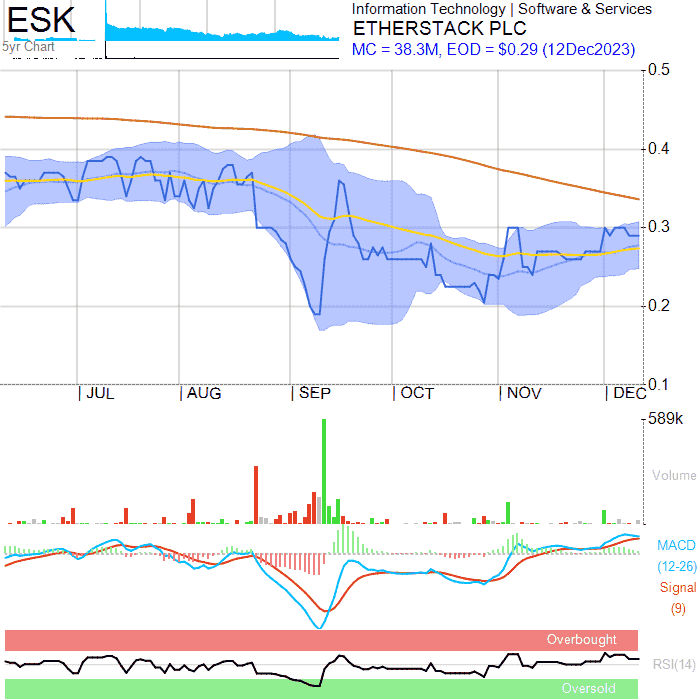 ESK
5yr Chart
Information Technology | Software & Services
ETHERSTACK PLC
MC = 38.3M, EOD = $0.29 (12Dec2023)
0.5
0.4
0.3
0.2
0.1
| JUL | AUG | SEP | OCT | NOV | DEC
589k
Volume
MACD
(12-26)
Signal
(9)
Overbought
RSI(14)
Oversold